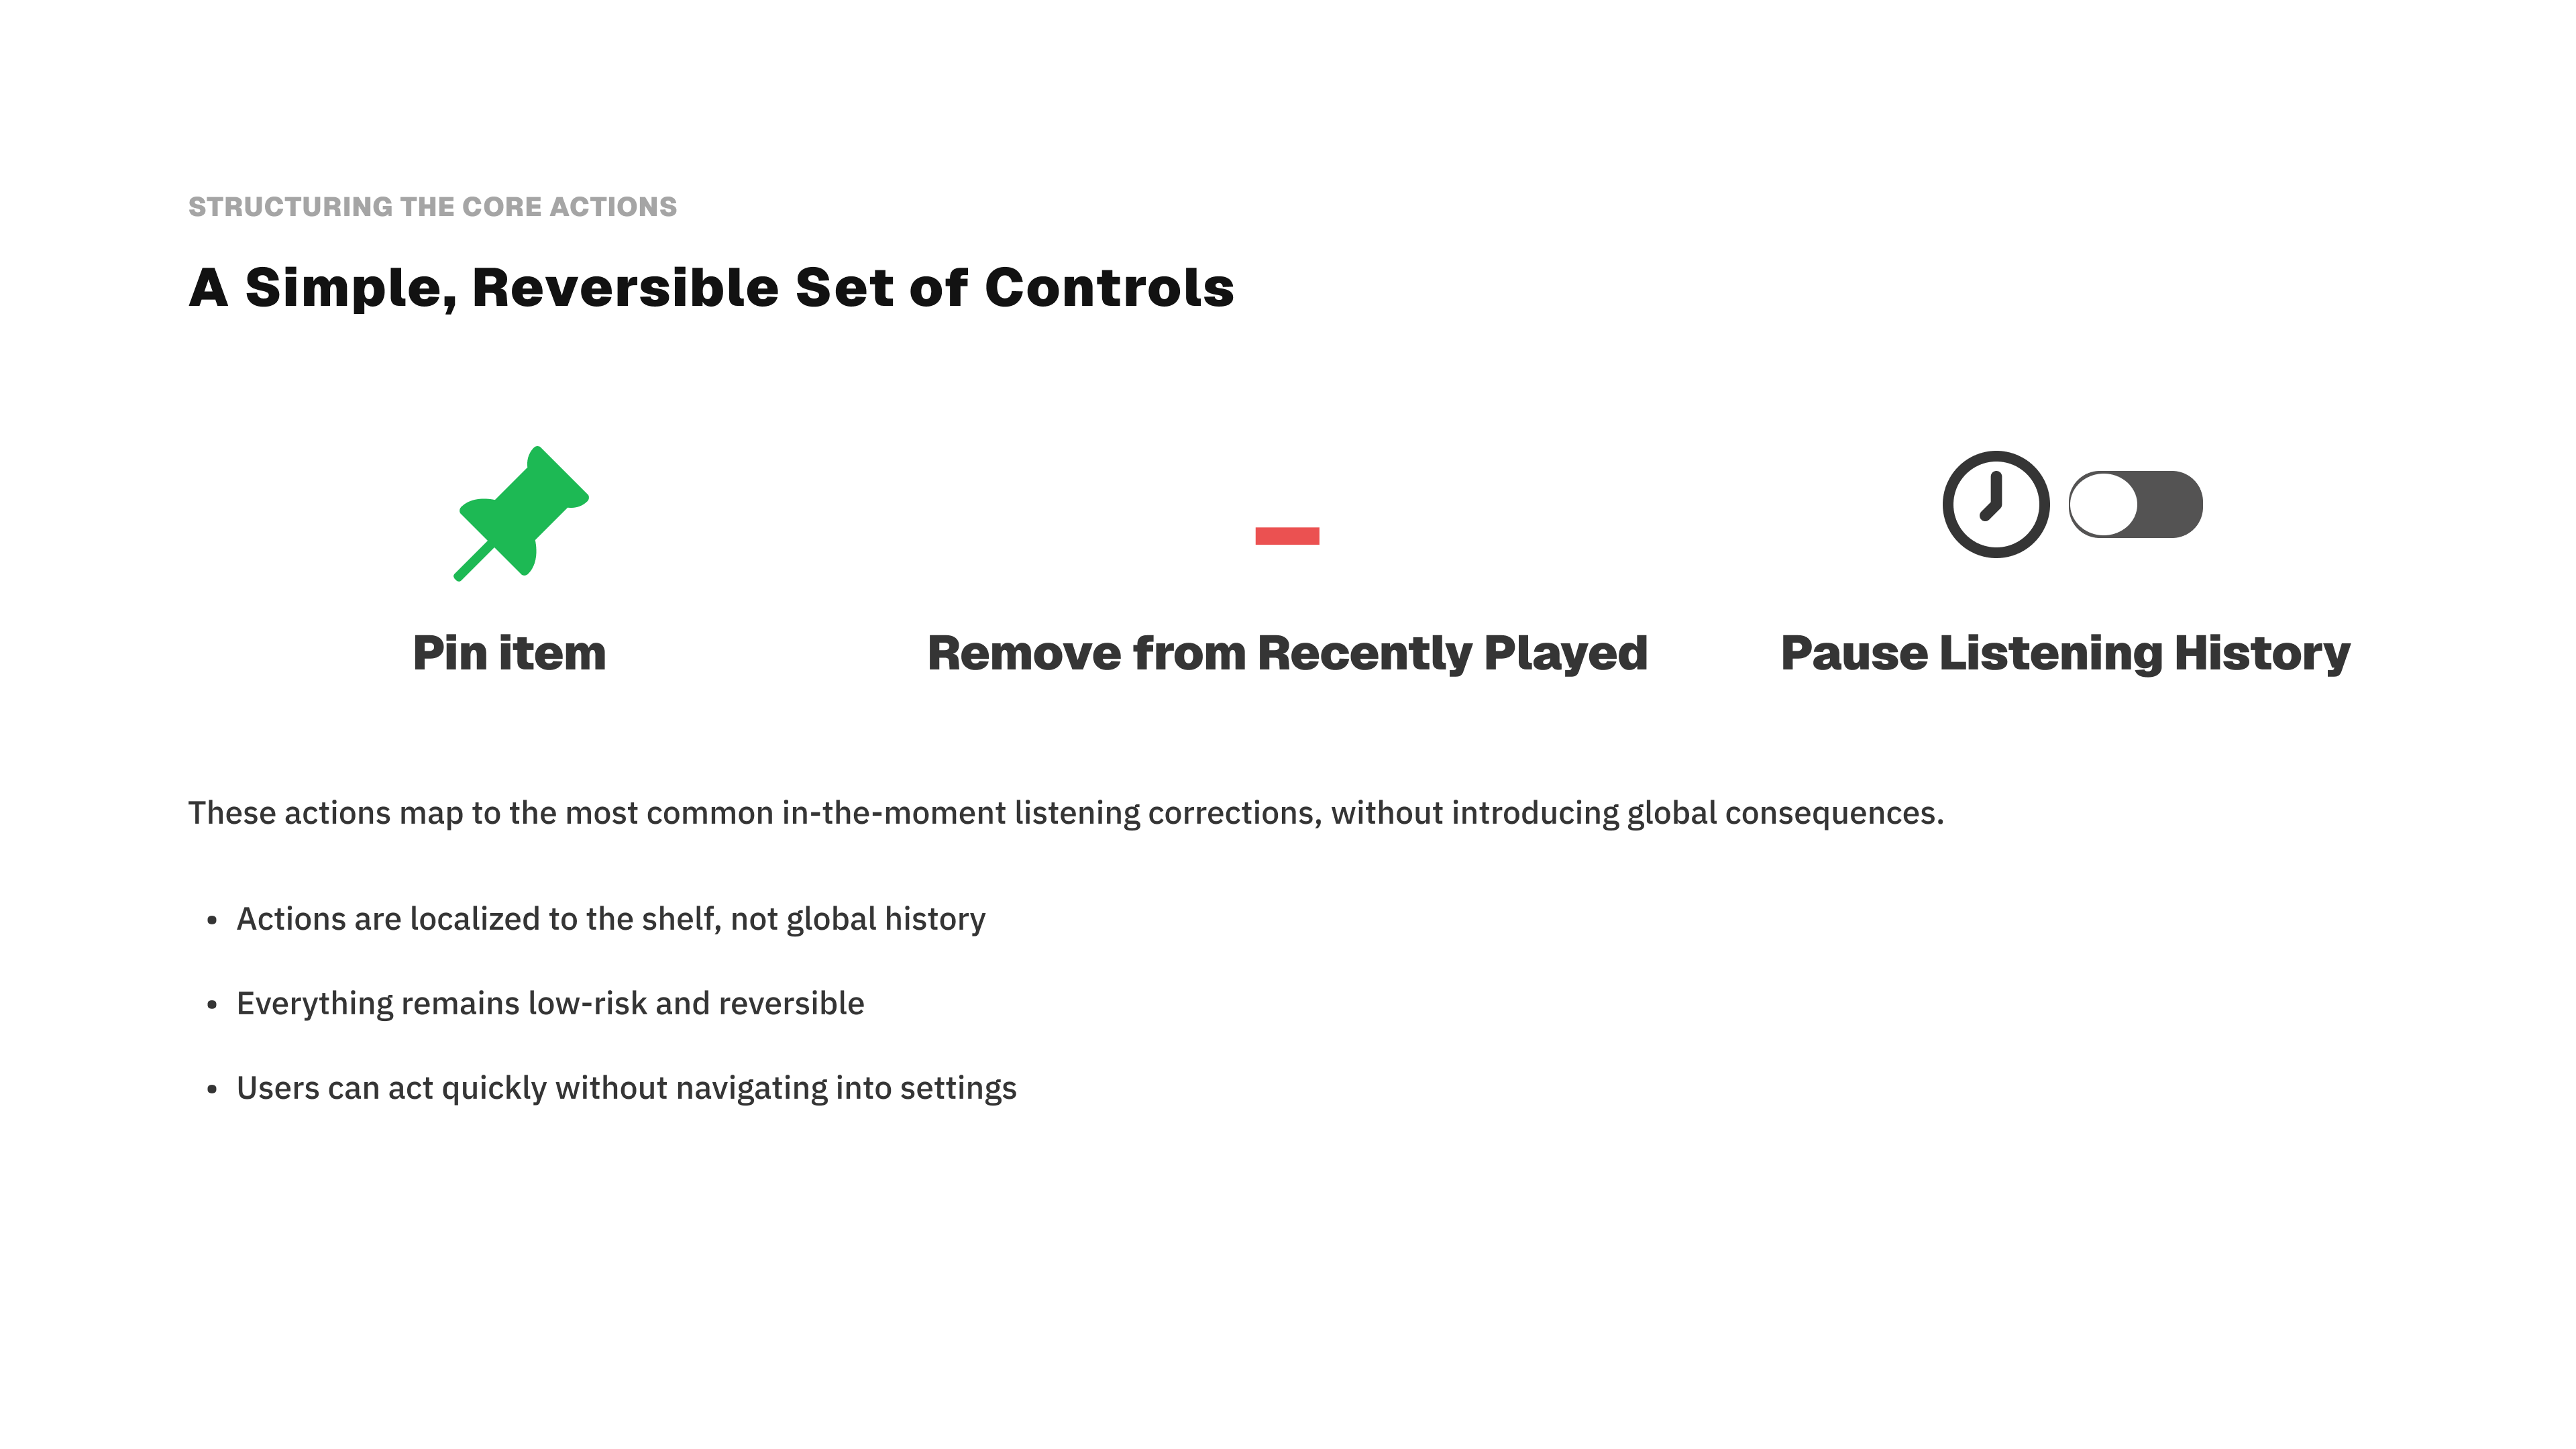 STRUCTURING THE CORE ACTIONS
A Simple, Reversible Set of Controls
Pin item
Remove from Recently Played
Pause Listening History
These actions map to the most common in-the-moment listening corrections, without introducing global consequences.
• Actions are localized to the shelf, not global history
• Everything remains low-risk and reversible
• Users can act quickly without navigating into settings